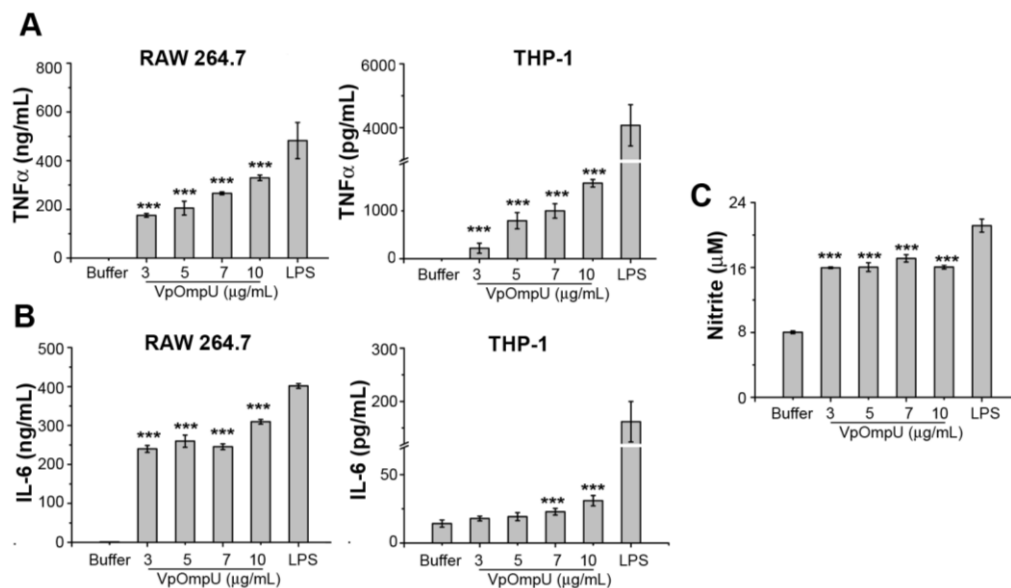 A
RAW 264.7
TNFα (ng/mL)
800
600
400
200
0
*** *** *** ***
Buffer 3 5 7 10 LPS
VpOmpU (μg/mL)
THP-1
TNFα (pg/mL)
6000
4000
1000
0
*** *** *** ***
Buffer 3 5 7 10 LPS
VpOmpU (μg/mL)
B
RAW 264.7
IL-6 (ng/mL)
500
400
300
200
100
0
*** *** *** ***
Buffer 3 5 7 10 LPS
VpOmpU (μg/mL)
THP-1
IL-6 (pg/mL)
300
200
50
25
0
*** ***
Buffer 3 5 7 10 LPS
VpOmpU (μg/mL)
C
Nitrite (μM)
24
16
8
0
*** *** *** ***
Buffer 3 5 7 10 LPS
VpOmpU (μg/mL)